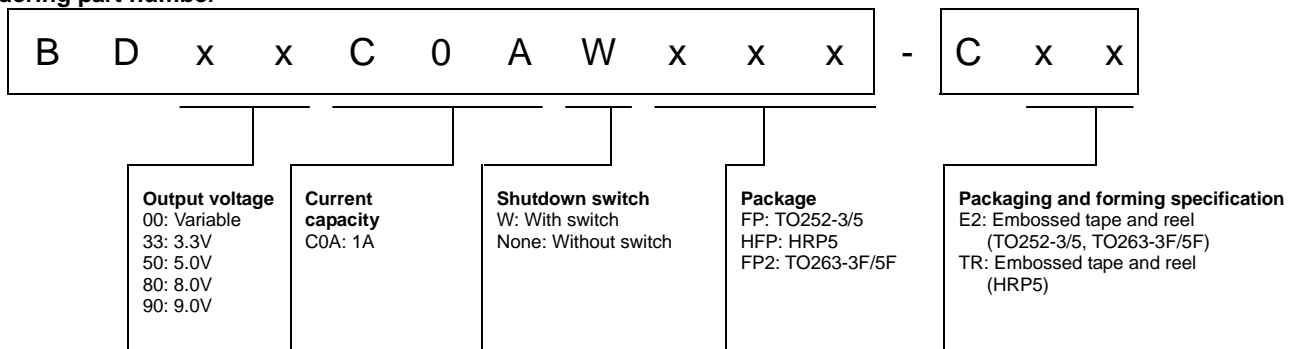 B D x x C 0 A W x x x - C x x
Output voltage
00: Variable
33: 3.3V
50: 5.0V
80: 8.0V
90: 9.0V
Current
capacity
C0A: 1A
Shutdown switch
W: With switch
None: Without switch
Package
FP: TO252-3/5
HFP: HRP5
FP2: TO263-3F/5F
Packaging and forming specification
E2: Embossed tape and reel
(TO252-3/5, TO263-3F/5F)
TR: Embossed tape and reel
(HRP5)